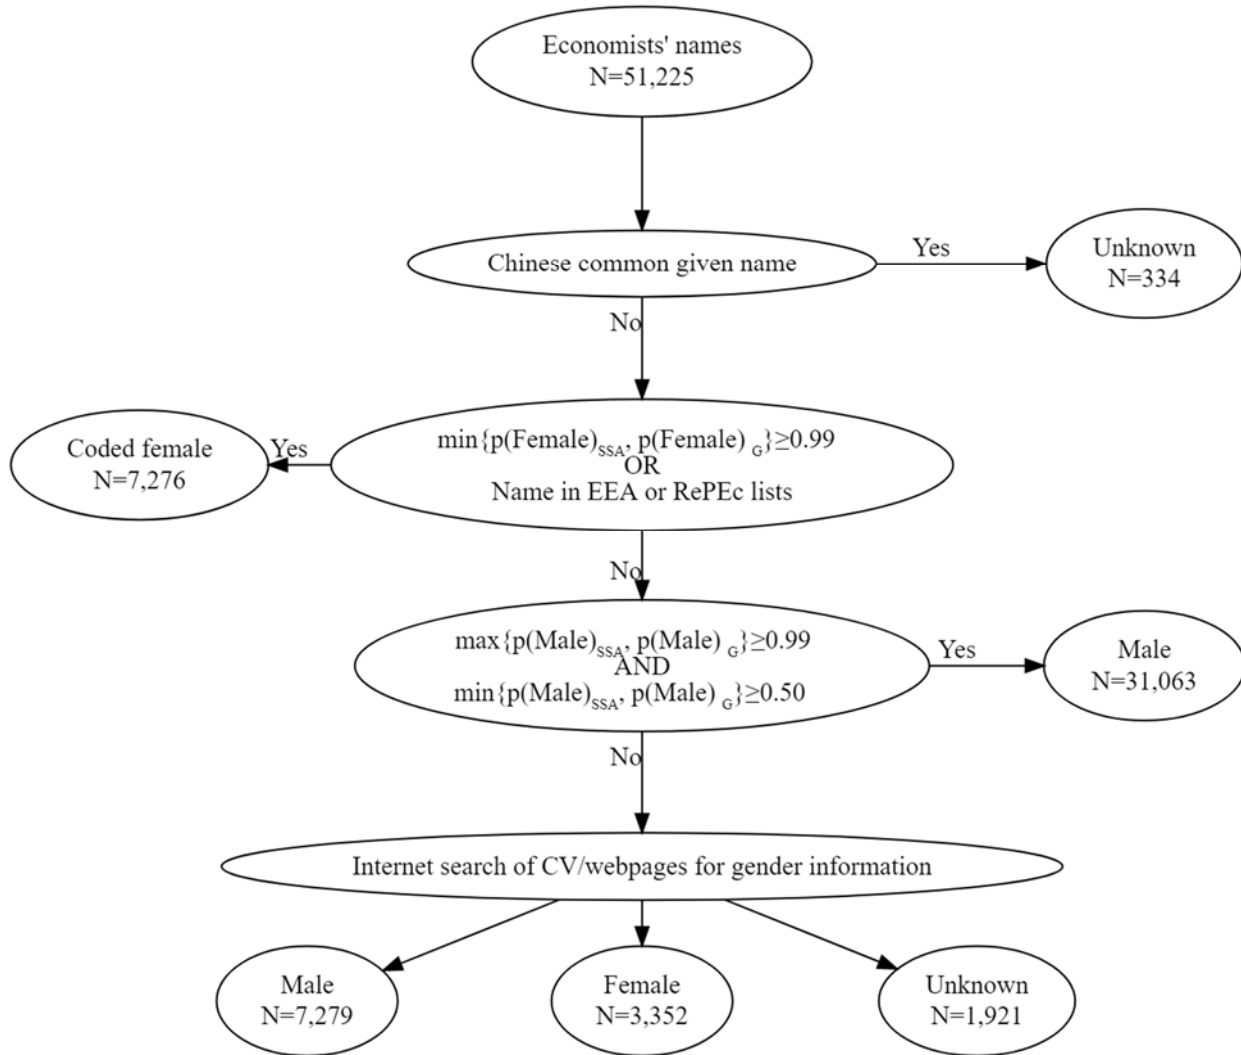 Economists' names
N=51,225
Chinese common given name
Yes
Unknown
N=334
No
Coded female
N=7,276
Yes
min{p(Female)SSA, p(Female) G}≥0.99
OR
Name in EEA or RePEc lists
No
max{p(Male)SSA, p(Male) G}≥0.99
AND
min{p(Male)SSA, p(Male) G}≥0.50
Yes
Male
N=31,063
No
Internet search of CV/webpages for gender information
Male
N=7,279
Female
N=3,352
Unknown
N=1,921